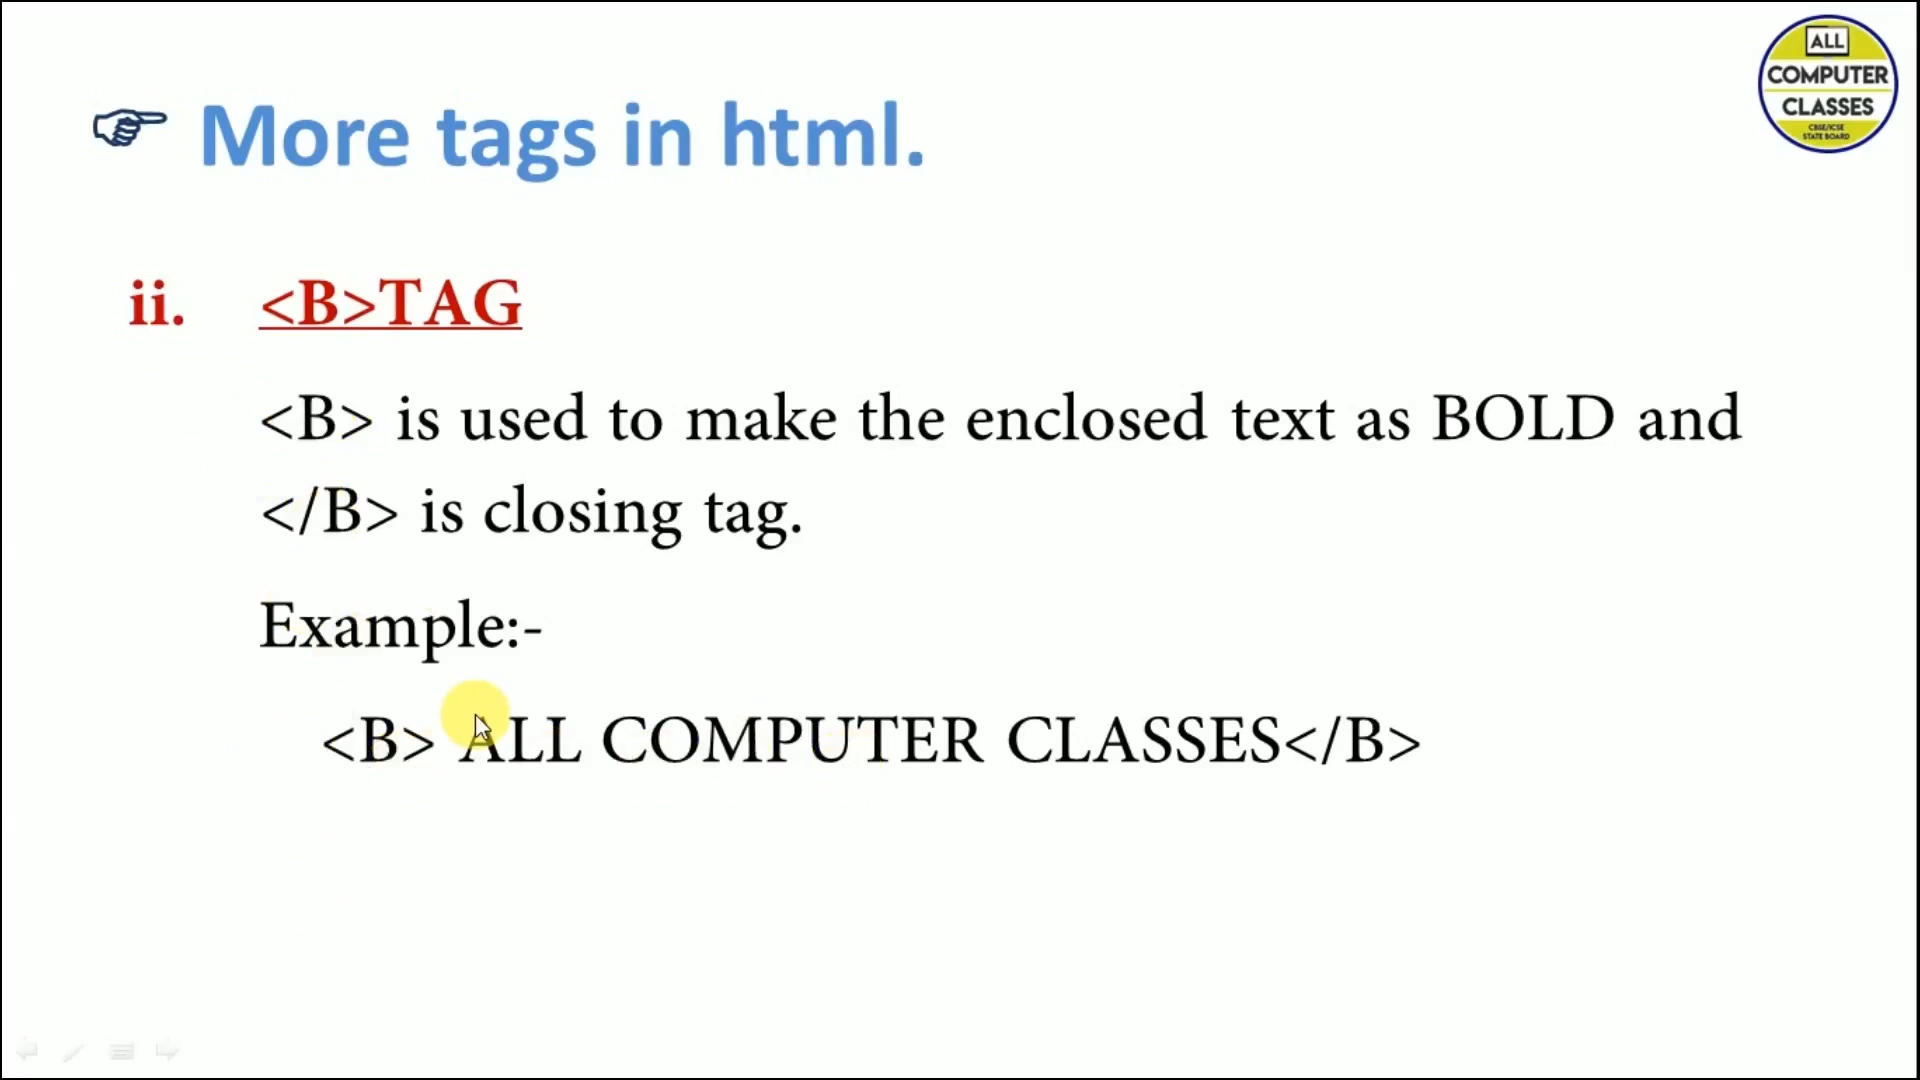 ALL
COMPUTER
CLASSES
CBSE/ICSE
STATE BOARD
More tags in html.
ii. <B>TAG
<B> is used to make the enclosed text as BOLD and
</B> is closing tag.
Example:-
<B> ALL COMPUTER CLASSES</B>